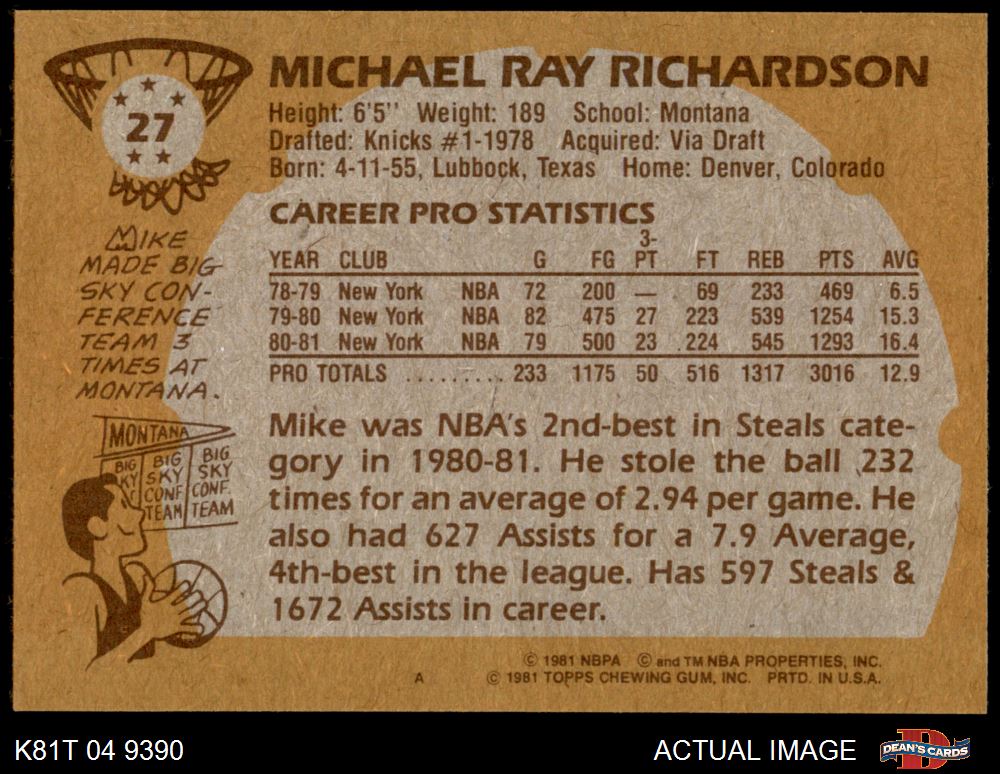 27
MICHAEL RAY RICHARDSON
Height: 6'5'' Weight: 189 School: Montana
Drafted: Knicks #1-1978 Acquired: Via Draft
Born: 4-11-55, Lubbock, Texas Home: Denver, Colorado
CAREER PRO STATISTICS
YEAR CLUB G FG 3-PT FT REB PTS AVG
78-79 New York NBA 72 200 — 69 233 469 6.5
79-80 New York NBA 82 475 27 223 539 1254 15.3
80-81 New York NBA 79 500 23 224 545 1293 16.4
PRO TOTALS ......... 233 1175 50 516 1317 3016 12.9
MIKE
MADE BIG
SKY CON-
FERENCE
TEAM 3
TIMES AT
MONTANA.
MONTANA
BIG SKY CONF. TEAM
BIG SKY CONF. TEAM
Mike was NBA's 2nd-best in Steals cate-
gory in 1980-81. He stole the ball 232
times for an average of 2.94 per game. He
also had 627 Assists for a 7.9 Average,
4th-best in the league. Has 597 Steals &
1672 Assists in career.
© 1981 NBPA © and TM NBA PROPERTIES, INC.
A © 1981 TOPPS CHEWING GUM, INC. PRTD. IN U.S.A.
K81T 04 9390 ACTUAL IMAGE DEAN'S CARDS